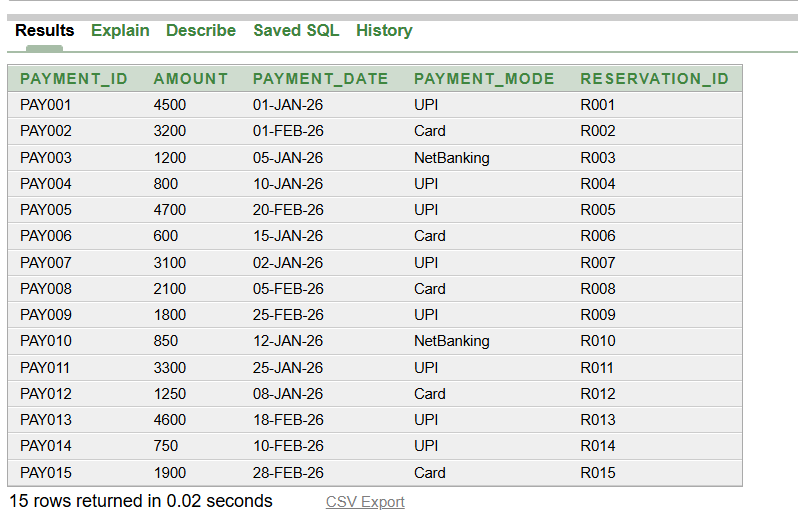 Results Explain Describe Saved SQL History
PAYMENT_ID AMOUNT PAYMENT_DATE PAYMENT_MODE RESERVATION_ID
PAY001 4500 01-JAN-26 UPI R001
PAY002 3200 01-FEB-26 Card R002
PAY003 1200 05-JAN-26 NetBanking R003
PAY004 800 10-JAN-26 UPI R004
PAY005 4700 20-FEB-26 UPI R005
PAY006 600 15-JAN-26 Card R006
PAY007 3100 02-JAN-26 UPI R007
PAY008 2100 05-FEB-26 Card R008
PAY009 1800 25-FEB-26 UPI R009
PAY010 850 12-JAN-26 NetBanking R010
PAY011 3300 25-JAN-26 UPI R011
PAY012 1250 08-JAN-26 Card R012
PAY013 4600 18-FEB-26 UPI R013
PAY014 750 10-FEB-26 UPI R014
PAY015 1900 28-FEB-26 Card R015
15 rows returned in 0.02 seconds CSV Export